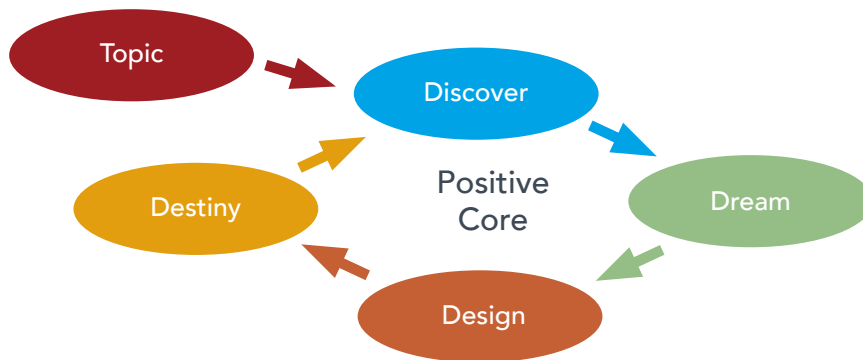 Topic
Discover
Destiny
Positive
Core
Dream
Design